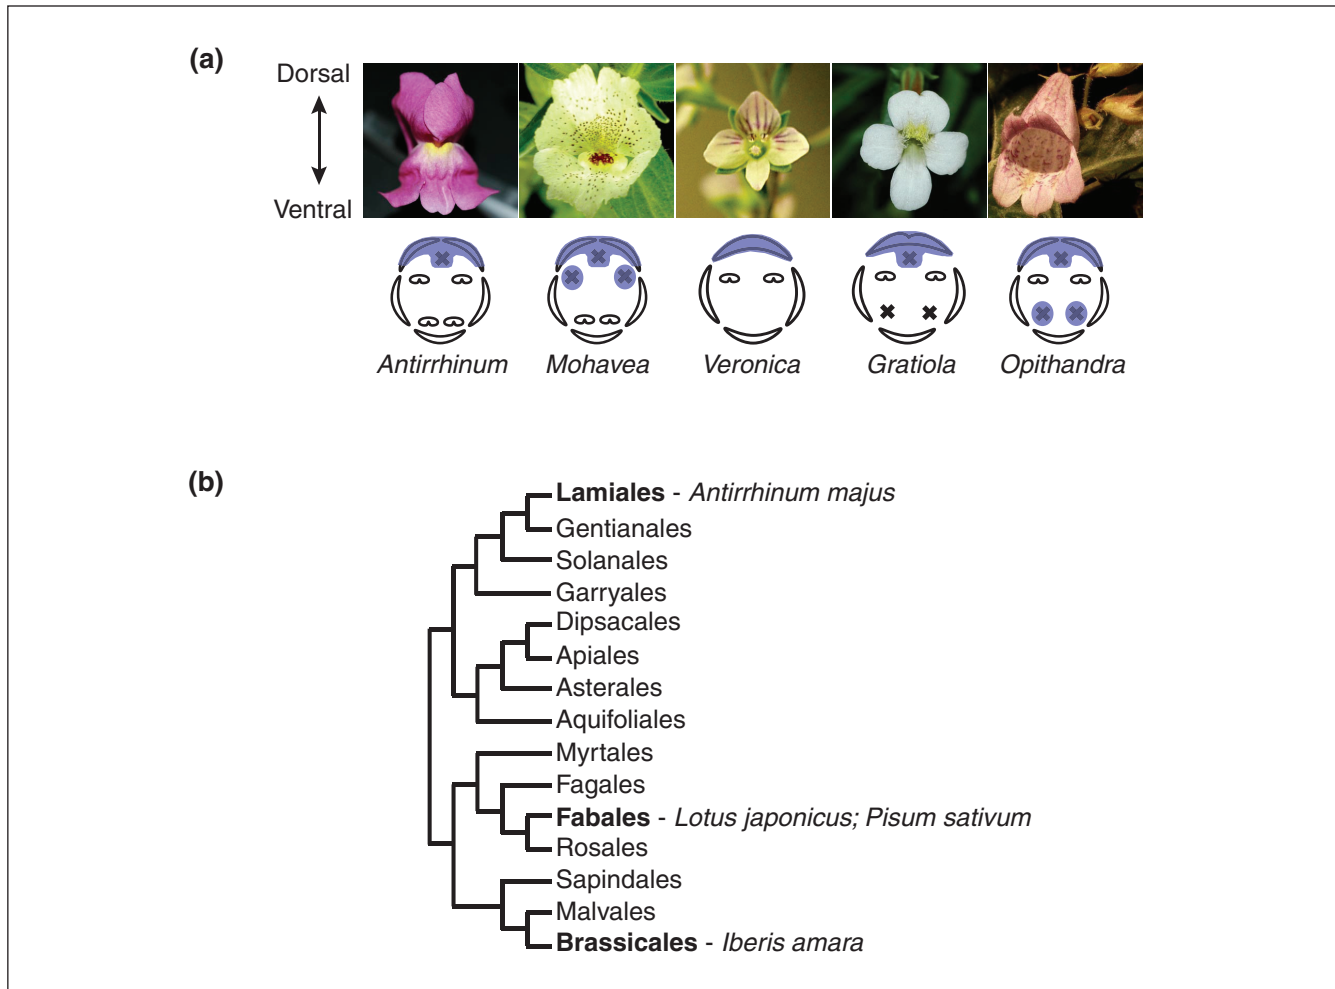 (a)
Dorsal
Ventral
Antirrhinum Mohavea Veronica Gratiola Opithandra
(b)
Lamiales - Antirrhinum majus
Gentianales
Solanales
Garryales
Dipsacales
Apiales
Asterales
Aquifoliales
Myrtales
Fagales
Fabales - Lotus japonicus; Pisum sativum
Rosales
Sapindales
Malvales
Brassicales - Iberis amara